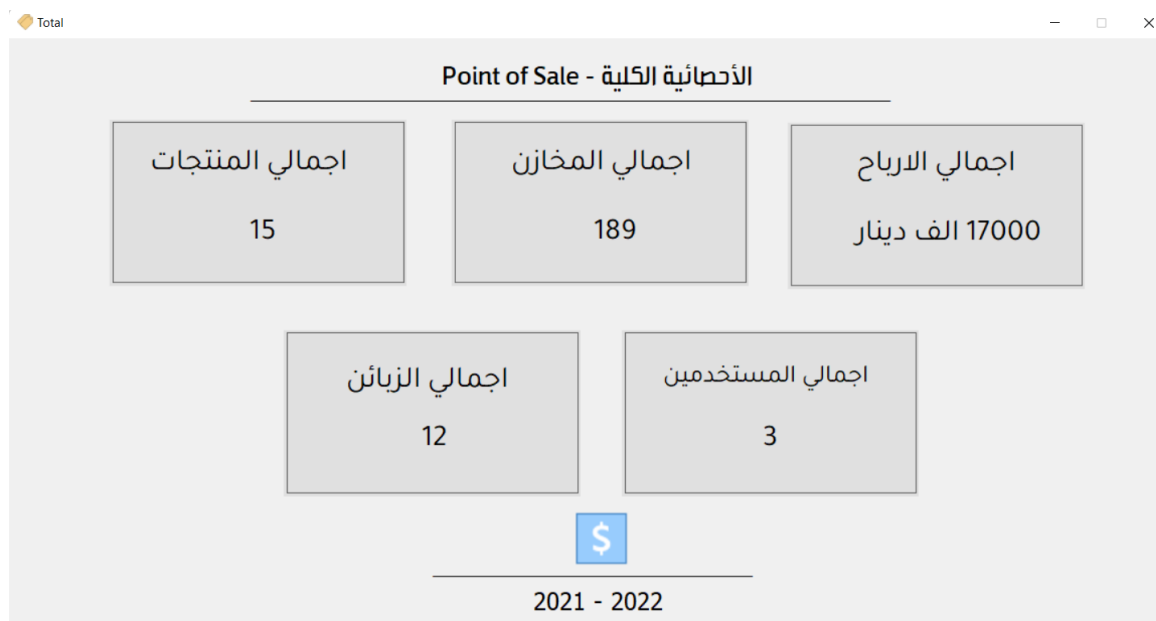 Total
الأحصائية الكلية - Point of Sale
اجمالي الارباح
17000 الف دينار
اجمالي المخازن
189
اجمالي المنتجات
15
اجمالي المستخدمين
3
اجمالي الزبائن
12
$
2021 - 2022